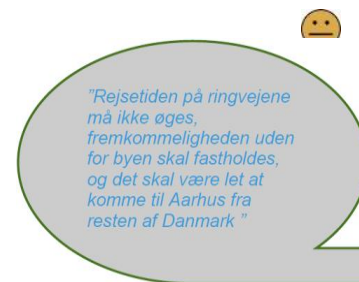 "Rejsetiden på ringvejene
må ikke øges,
fremkommeligheden uden
for byen skal fastholdes,
og det skal være let at
komme til Aarhus fra
resten af Danmark "